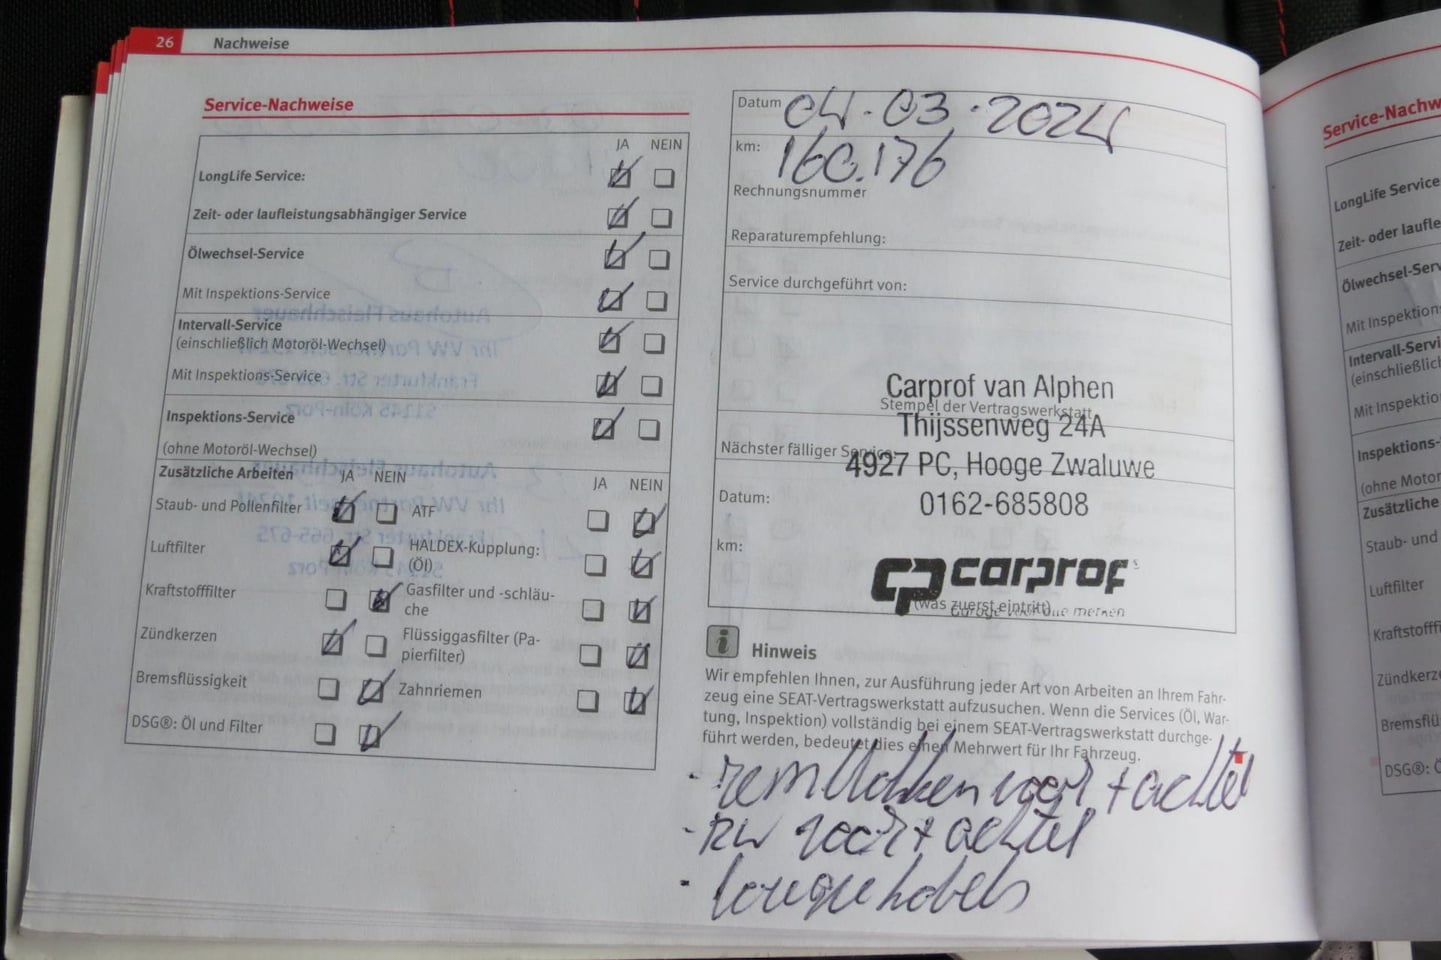 26 Nachweise
Service-Nachweise
JA NEIN
LongLife Service:
Zeit- oder laufleistungsabhängiger Service
Ölwechsel-Service
Mit Inspektions-Service
Intervall-Service
(einschließlich Motoröl-Wechsel)
Mit Inspektions-Service
Inspektions-Service
(ohne Motoröl-Wechsel)
Zusätzliche Arbeiten JA NEIN JA NEIN
Staub- und Pollenfilter ATF
Luftfilter HALDEX-Kupplung:
(Öl)
Kraftstofffilter Gasfilter und -schläu-
che
Zündkerzen Flüssiggasfilter (Pa-
pierfilter)
Bremsflüssigkeit Zahnriemen
DSG®: Öl und Filter
Datum 04-03-2024
km: 160.176
Rechnungsnummer
Reparaturempfehlung:
Service durchgeführt von:
Carprof van Alphen
Stempel der Vertragswerkstatt
Thijssenweg 24A
Nächster fälliger Service:
4927 PC, Hooge Zwaluwe
Datum: 0162-685808
km:
cp carprof
(was zuerst eintritt)
Hinweis
Wir empfehlen Ihnen, zur Ausführung jeder Art von Arbeiten an Ihrem Fahr-
zeug eine SEAT-Vertragswerkstatt aufzusuchen. Wenn die Services (Öl, War-
tung, Inspektion) vollständig bei einem SEAT-Vertragswerkstatt durchge-
führt werden, bedeutet dies einen Mehrwert für Ihr Fahrzeug.
- remblokken voor + achter
- + achter
Service-Nachw
LongLife Service
Zeit- oder laufle
Ölwechsel-Serv
Mit Inspektion
Intervall-Servi
(einschließlich
Mit Inspektion
Inspektions-
(ohne Motor
Zusätzliche
Staub- und
Luftfilter
Kraftstofffi
Zündkerze
Bremsflü
DSG®: Ö